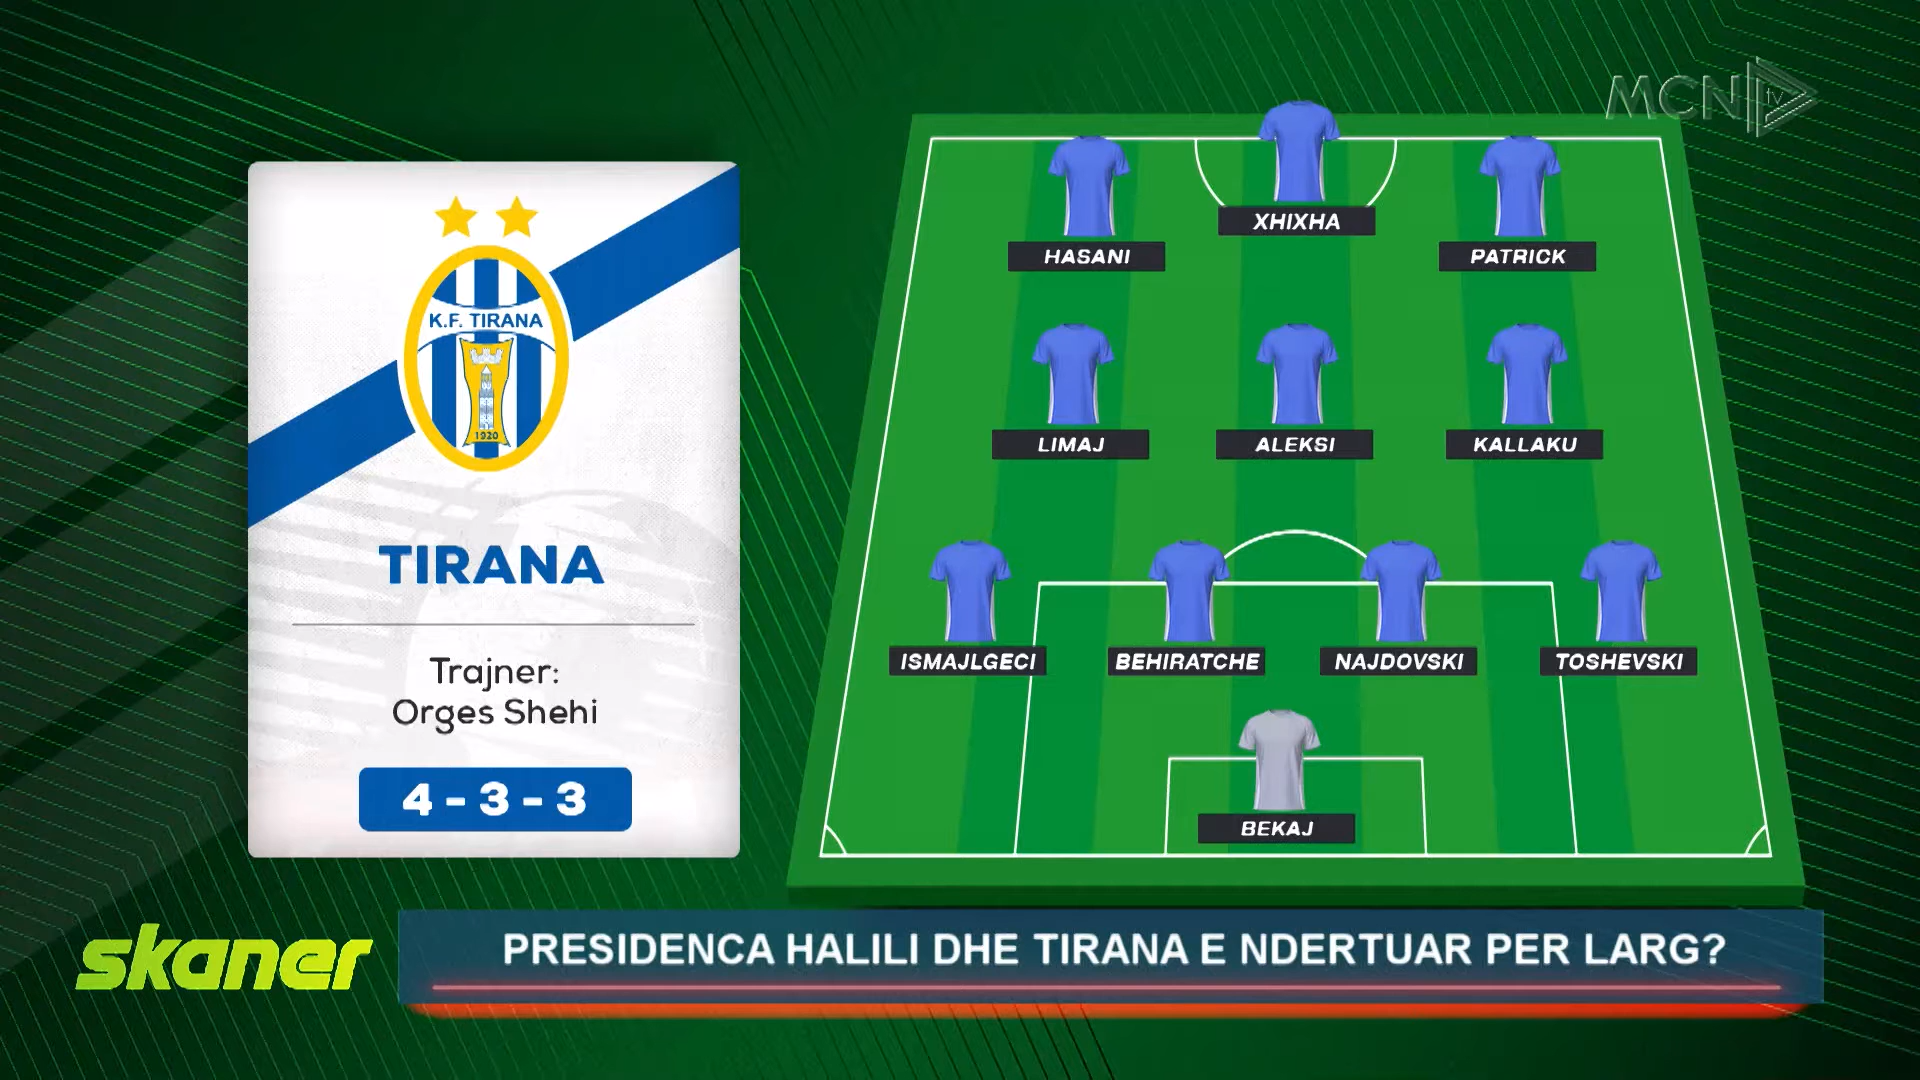 MCN tv
K.F. TIRANA
1920
TIRANA
Trajner:
Orges Shehi
4 - 3 - 3
XHIXHA
HASANI
PATRICK
LIMAJ
ALEKSI
KALLAKU
ISMAJLGECI
BEHIRATCHE
NAJDOVSKI
TOSHEVSKI
BEKAJ
skaner
PRESIDENCA HALILI DHE TIRANA E NDERTUAR PER LARG?